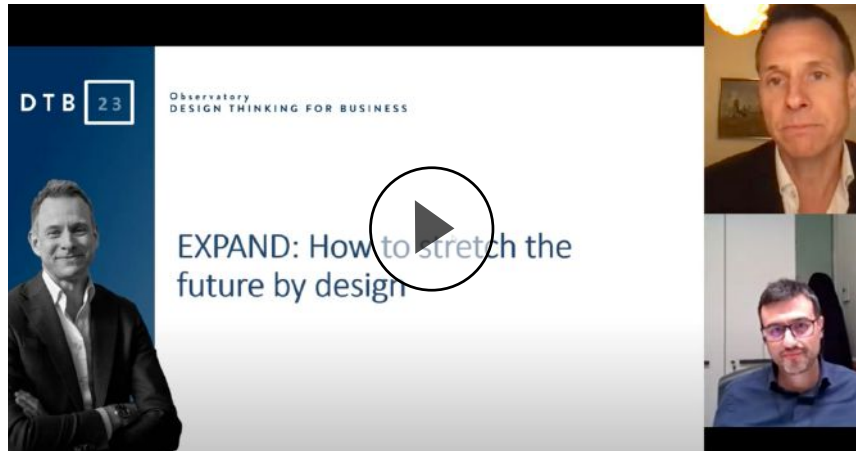 DTB 23
Observatory
DESIGN THINKING FOR BUSINESS
EXPAND: How to stretch the
future by design